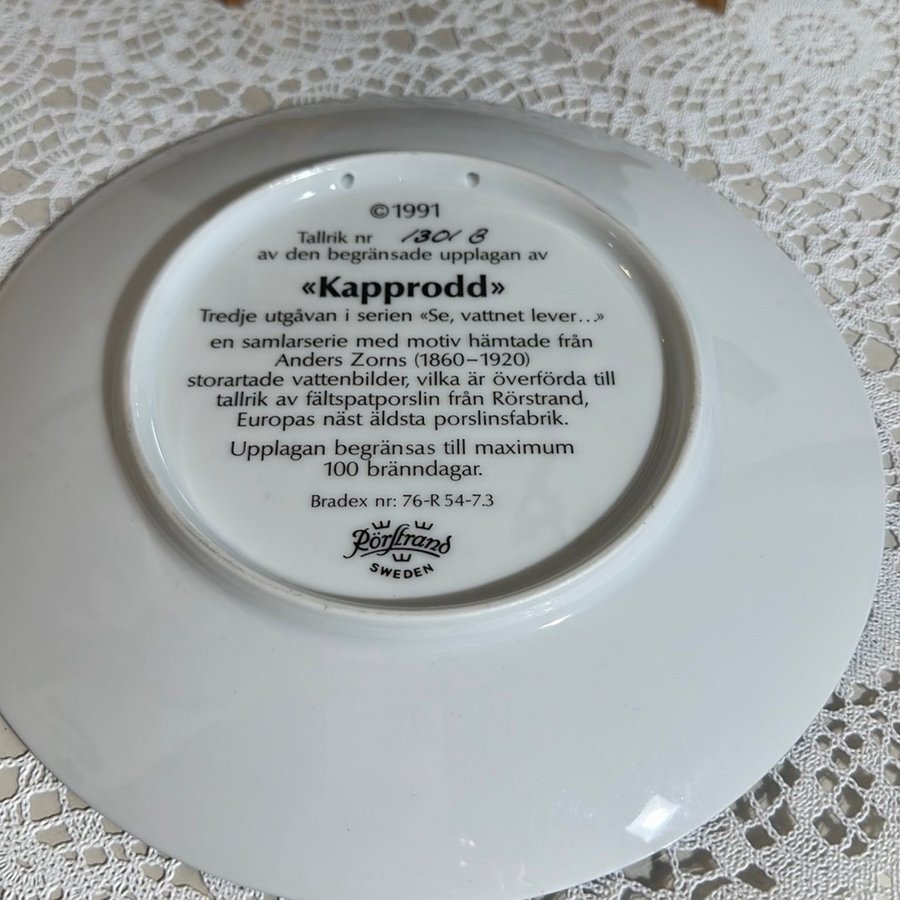 ©1991
Tallrik nr 1301 B
av den begränsade upplagan av
«Kapprodd»
Tredje utgåvan i serien «Se, vattnet lever...»
en samlarserie med motiv hämtade från
Anders Zorns (1860–1920)
storartade vattenbilder, vilka är överförda till
tallrik av fältspatporslin från Rörstrand,
Europas näst äldsta porslinsfabrik.
Upplagan begränsas till maximum
100 bränndagar.
Bradex nr: 76-R 54-7.3
Rörstrand
SWEDEN